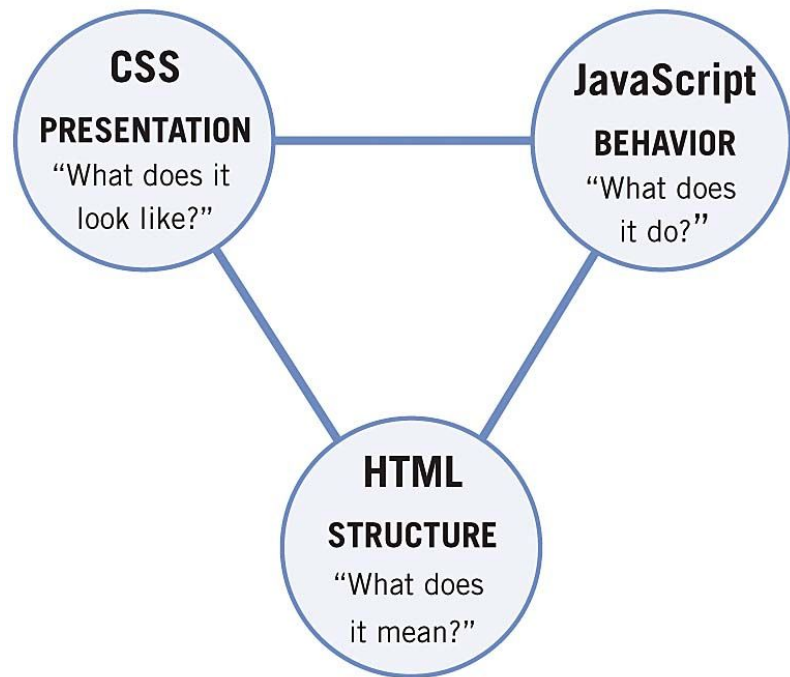 CSS
PRESENTATION
“What does it
look like?”
JavaScript
BEHAVIOR
“What does
it do?”
HTML
STRUCTURE
“What does
it mean?”